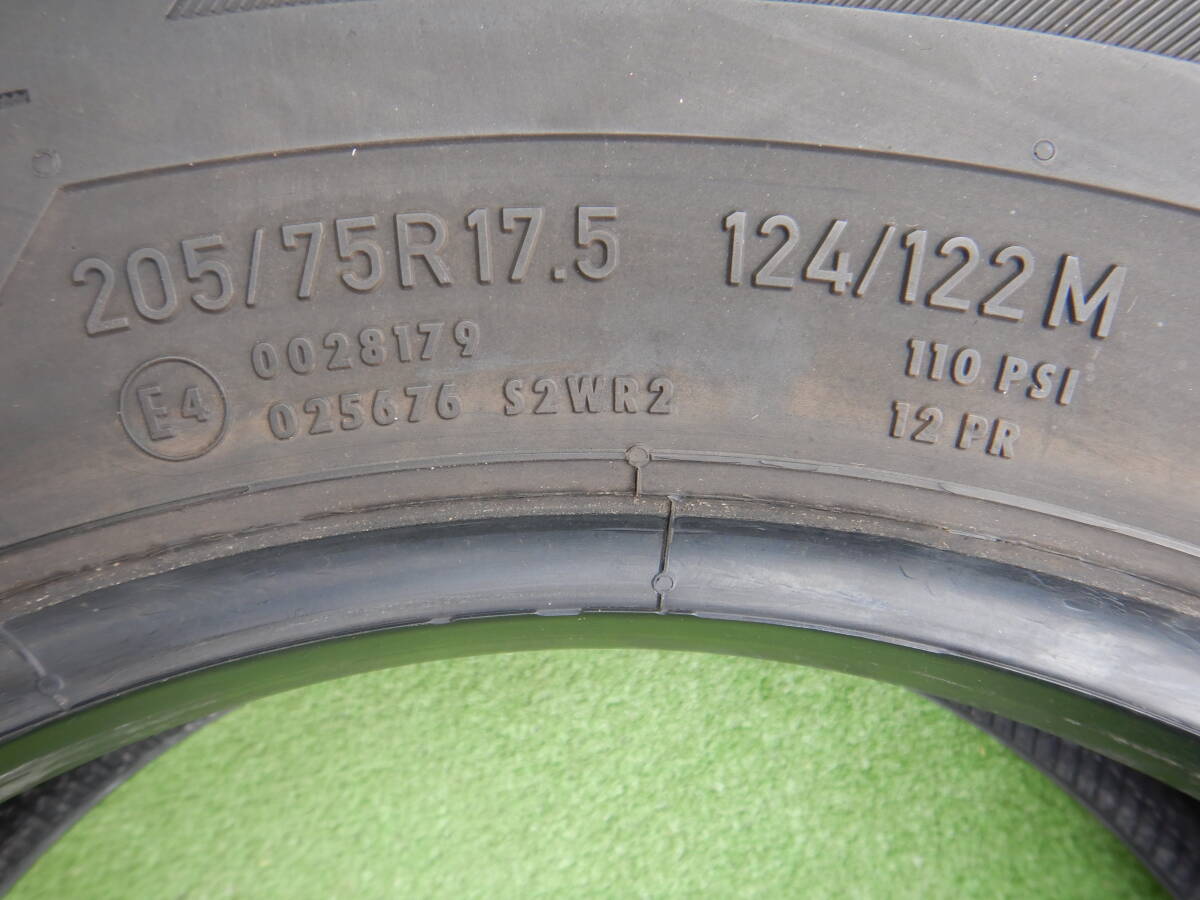 205/75R17.5 124/122M
0028179
E4
025676 S2WR2
110 PSI
12 PR